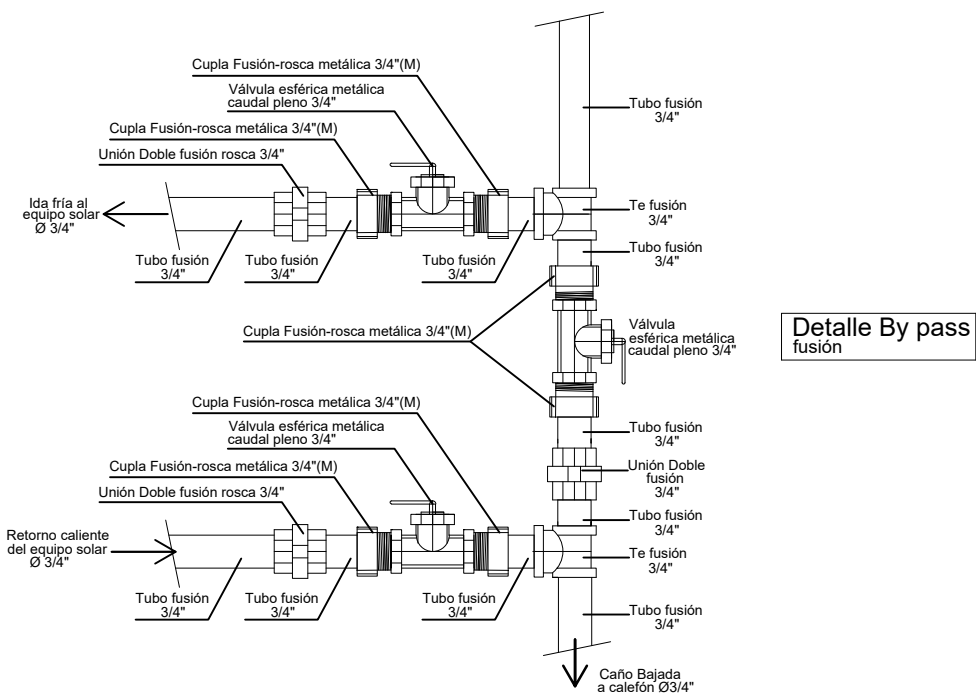 Cupla Fusión-rosca metálica 3/4"(M)
Válvula esférica metálica
caudal pleno 3/4"
Cupla Fusión-rosca metálica 3/4"(M)
Unión Doble fusión rosca 3/4"
Ida fría al
equipo solar
Ø 3/4"
Tubo fusión
3/4"
Tubo fusión
3/4"
Tubo fusión
3/4"
Tubo fusión
3/4"
Te fusión
3/4"
Tubo fusión
3/4"
Cupla Fusión-rosca metálica 3/4"(M)
Válvula
esférica metálica
caudal pleno 3/4"
Detalle By pass
fusión
Cupla Fusión-rosca metálica 3/4"(M)
Válvula esférica metálica
caudal pleno 3/4"
Cupla Fusión-rosca metálica 3/4"(M)
Unión Doble fusión rosca 3/4"
Retorno caliente
del equipo solar
Ø 3/4"
Tubo fusión
3/4"
Tubo fusión
3/4"
Tubo fusión
3/4"
Tubo fusión
3/4"
Unión Doble
fusión
3/4"
Tubo fusión
3/4"
Te fusión
3/4"
Tubo fusión
3/4"
Caño Bajada
a calefón Ø3/4"